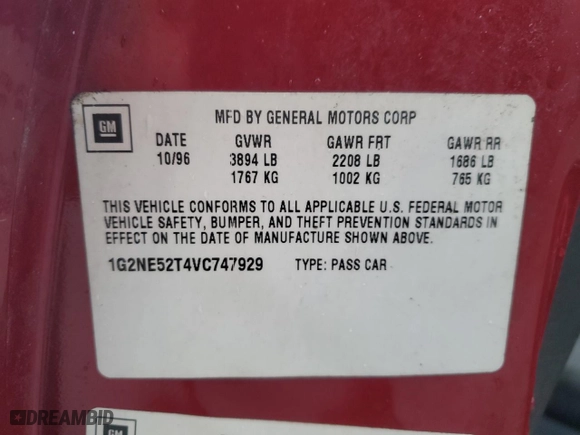 GM
MFD BY GENERAL MOTORS CORP
DATE GVWR GAWR FRT GAWR RR
10/96 3894 LB 2208 LB 1686 LB
1767 KG 1002 KG 765 KG
THIS VEHICLE CONFORMS TO ALL APPLICABLE U.S. FEDERAL MOTOR
VEHICLE SAFETY, BUMPER, AND THEFT PREVENTION STANDARDS IN
EFFECT ON THE DATE OF MANUFACTURE SHOWN ABOVE.
1G2NE52T4VC747929 TYPE: PASS CAR
DREAMBID
GM